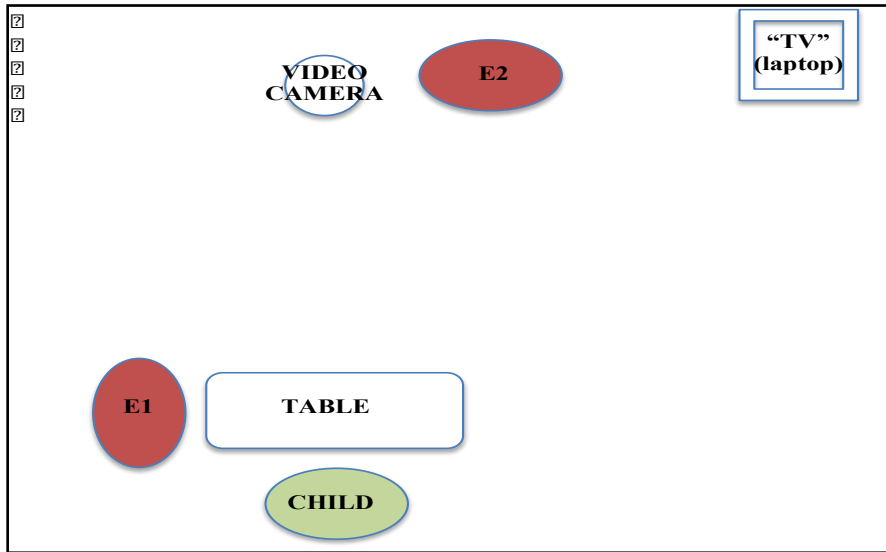 “TV”
(laptop)
VIDEO
CAMERA
E2
E1
TABLE
CHILD